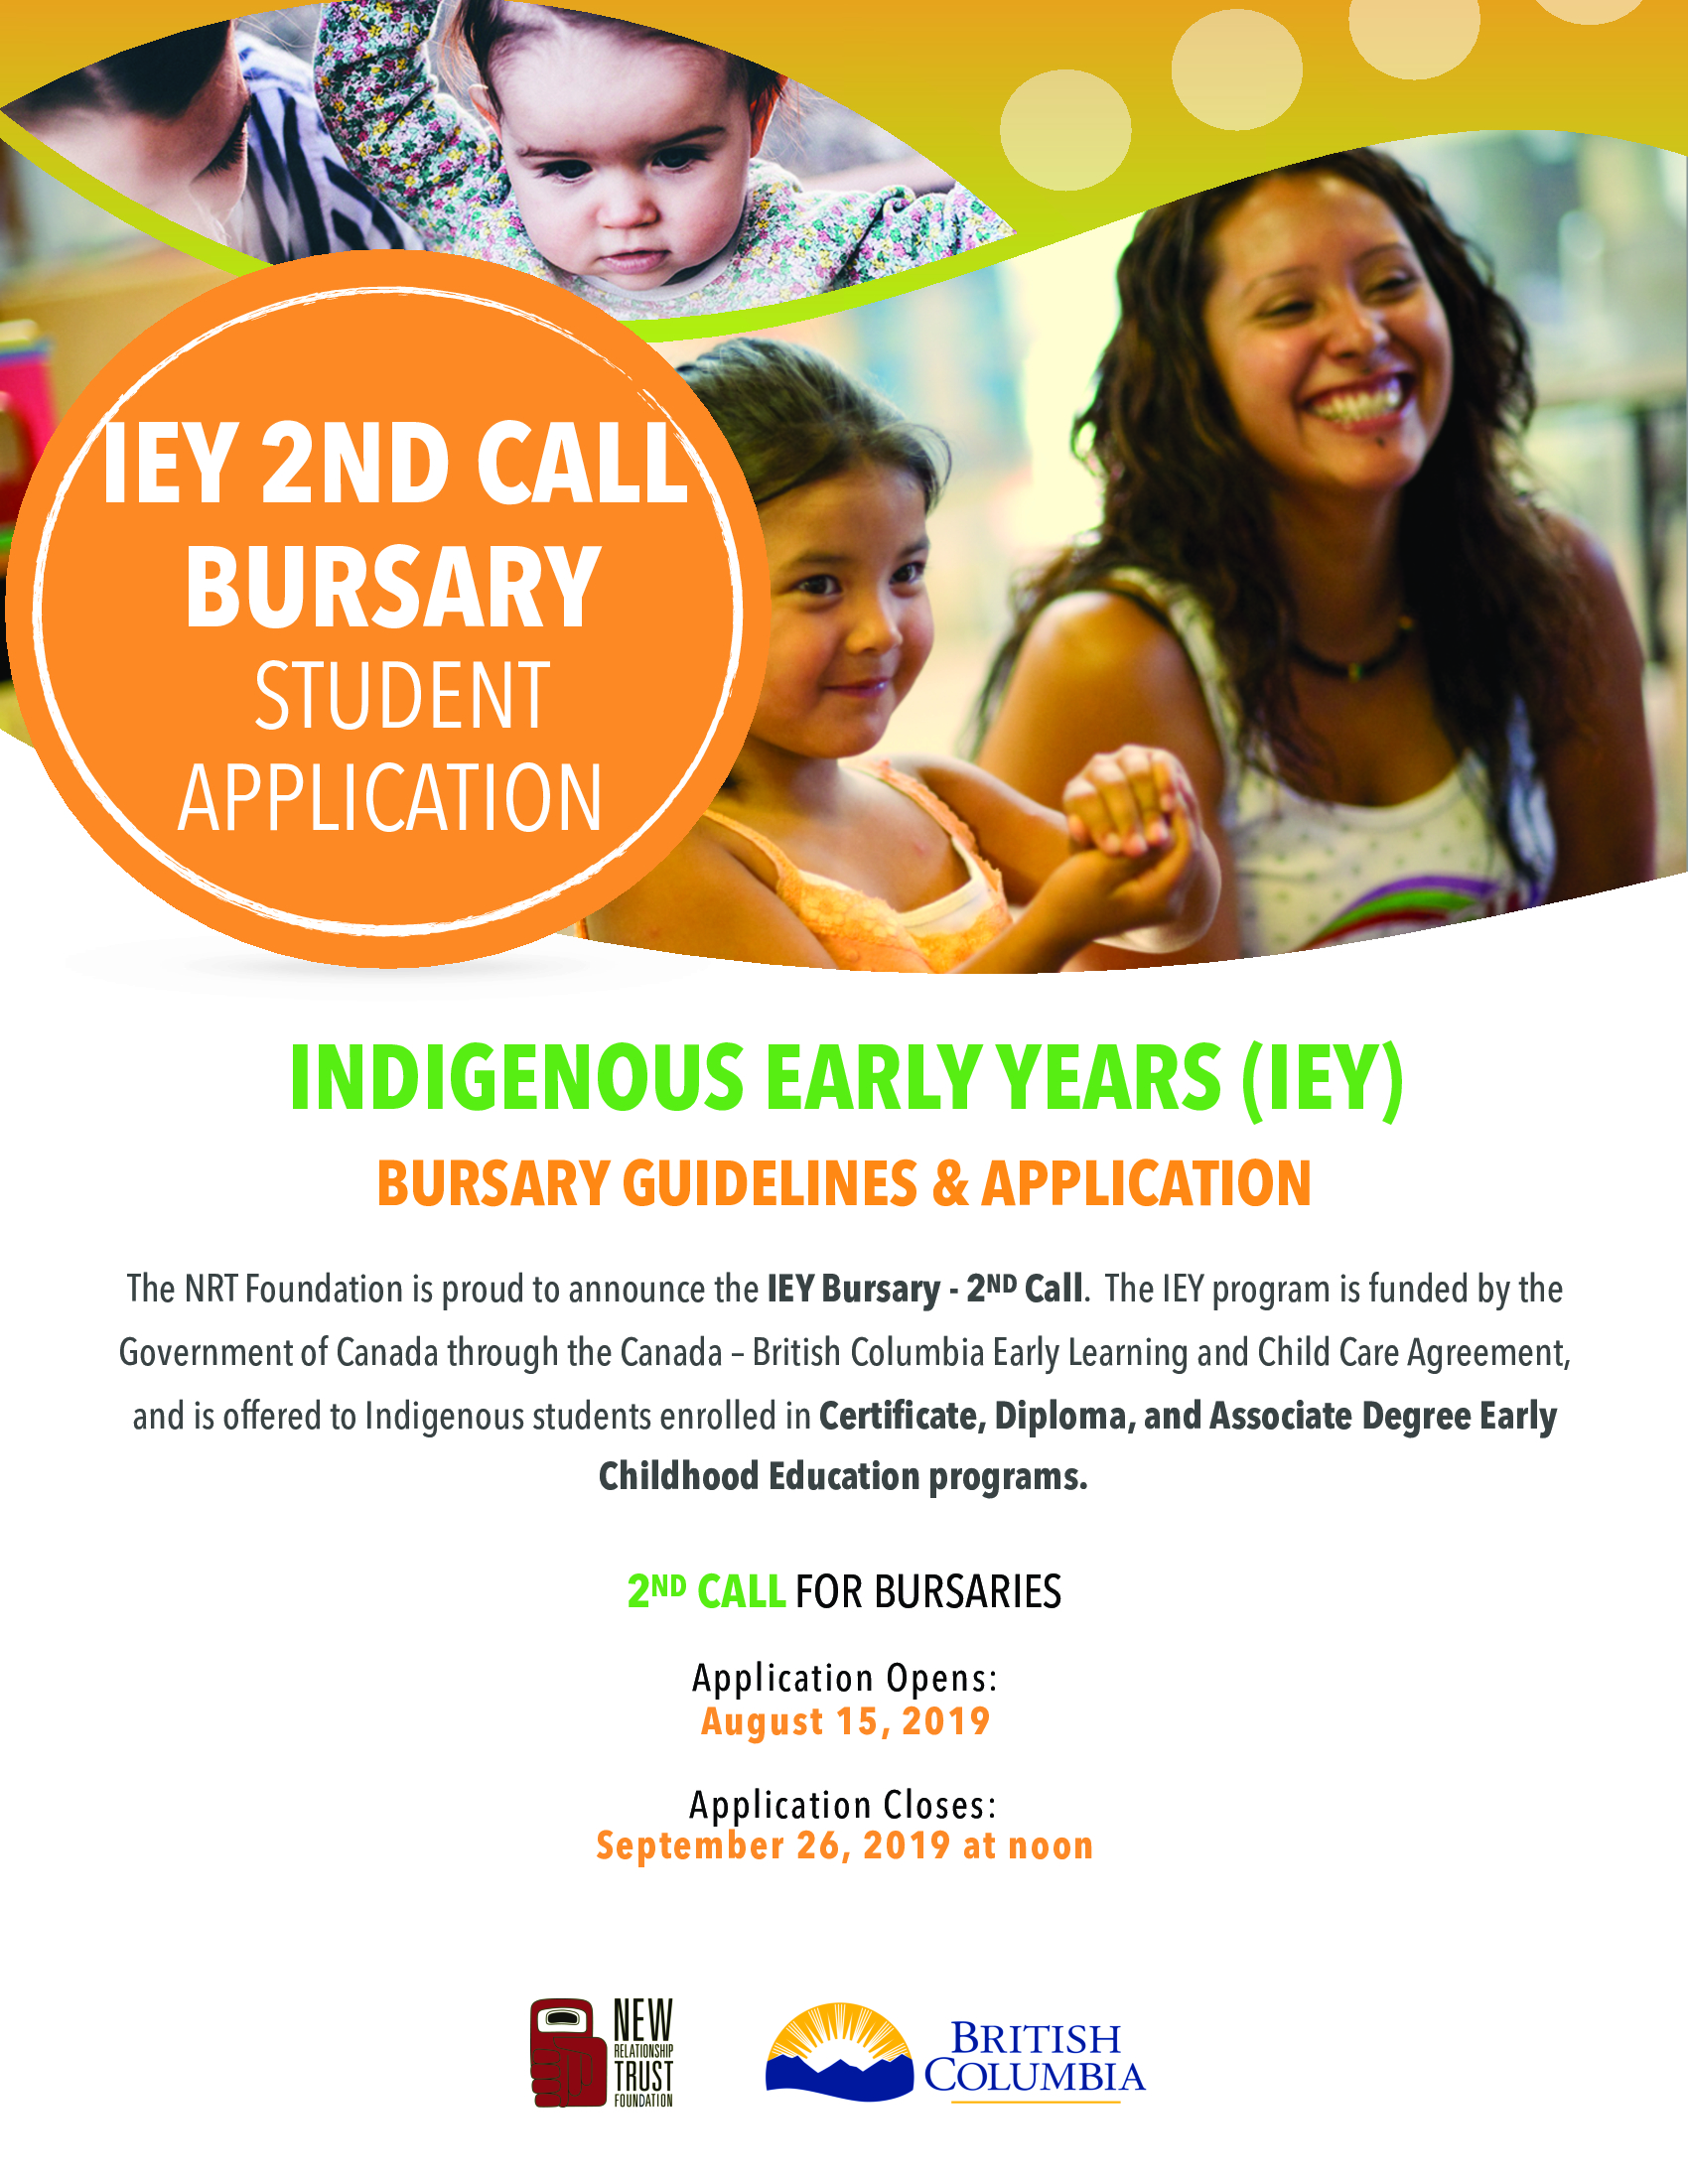 IEY 2ND CALL
BURSARY
STUDENT
APPLICATION
INDIGENOUS EARLY YEARS (IEY)
BURSARY GUIDELINES & APPLICATION
The NRT Foundation is proud to announce the IEY Bursary - 2ND Call. The IEY program is funded by the
Government of Canada through the Canada – British Columbia Early Learning and Child Care Agreement,
and is offered to Indigenous students enrolled in Certificate, Diploma, and Associate Degree Early
Childhood Education programs.
2ND CALL FOR BURSARIES
Application Opens:
August 15, 2019
Application Closes:
September 26, 2019 at noon
NEW
RELATIONSHIP
TRUST
FOUNDATION
BRITISH
COLUMBIA